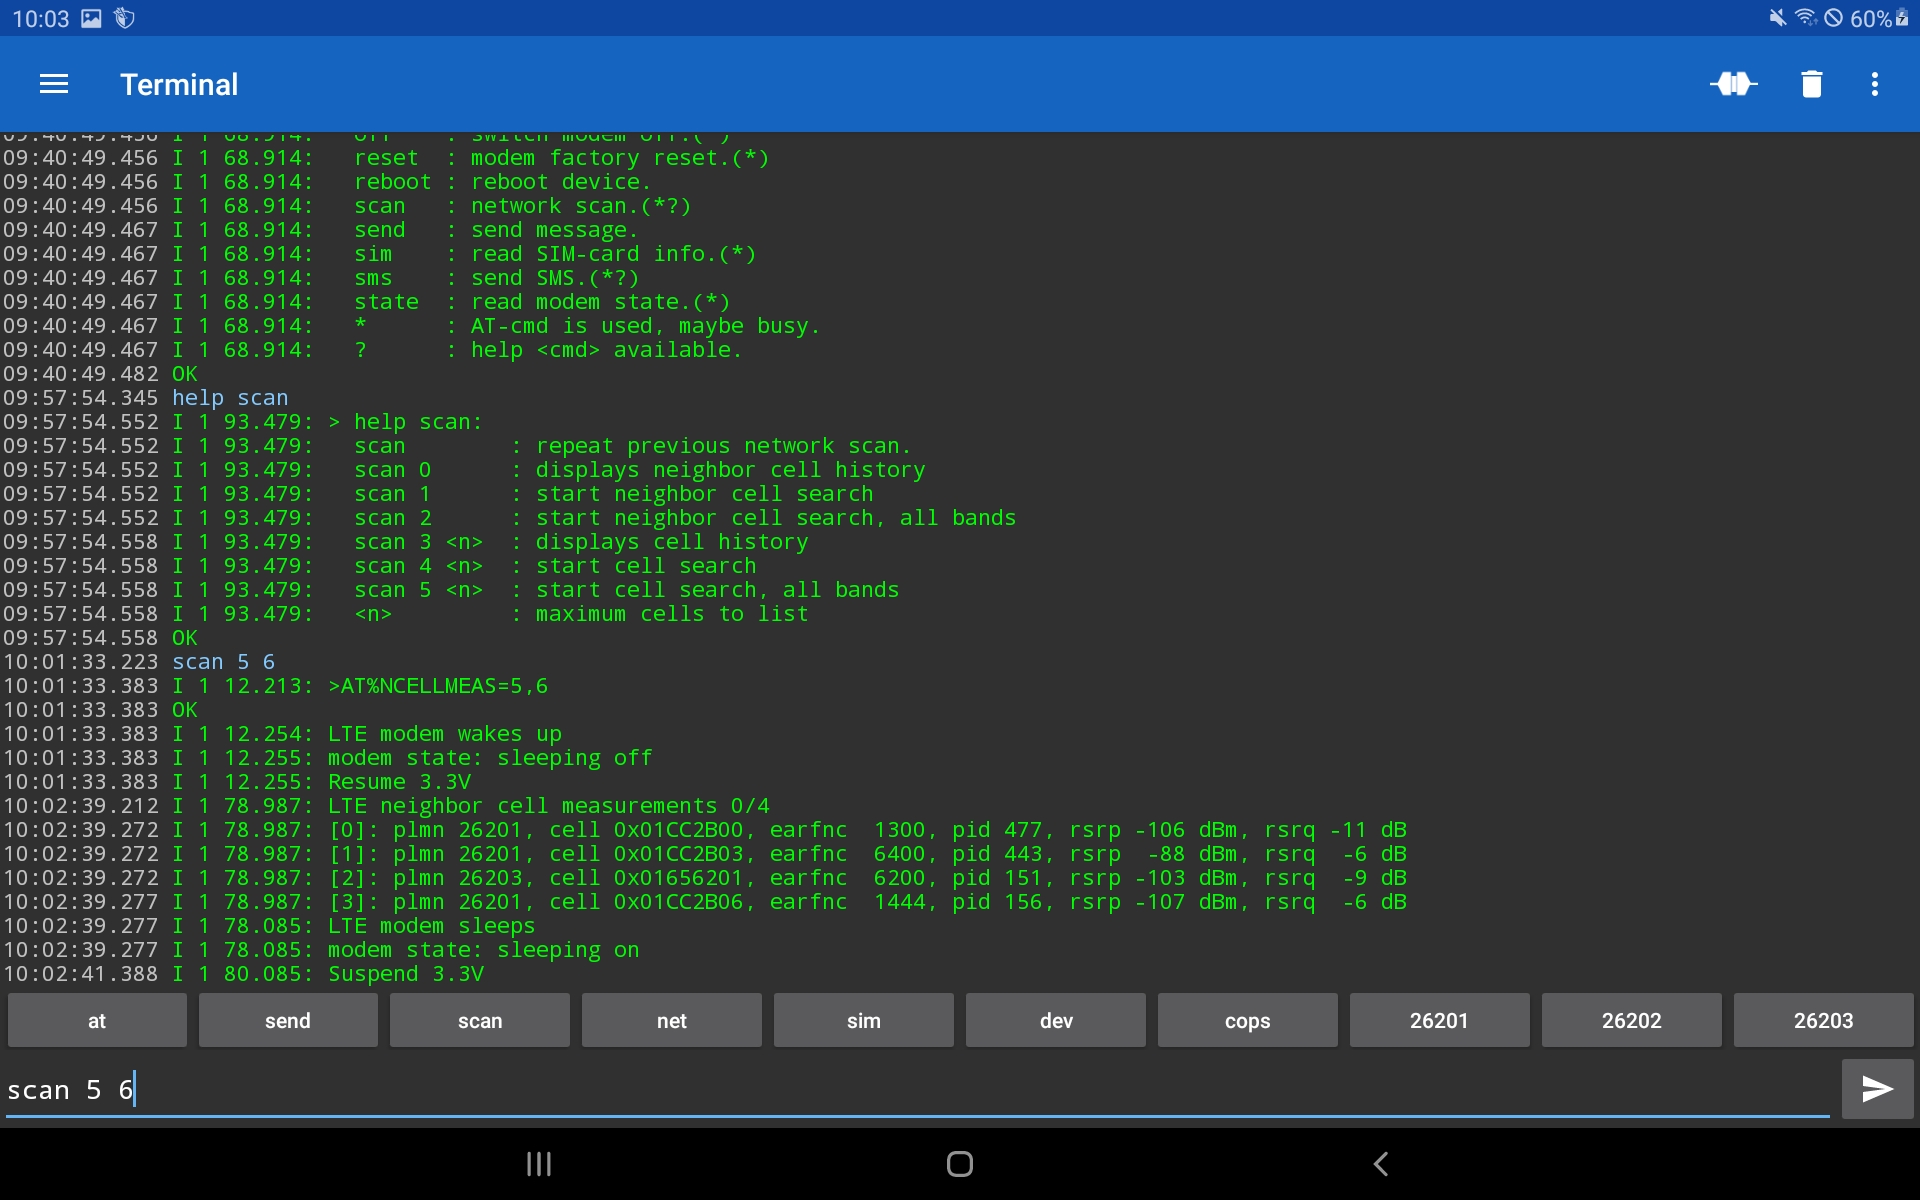 10:03
60%
Terminal
09:40:49.456 I 1 68.914:   off    : switch modem off.(*)
09:40:49.456 I 1 68.914:   reset  : modem factory reset.(*)
09:40:49.456 I 1 68.914:   reboot : reboot device.
09:40:49.456 I 1 68.914:   scan   : network scan.(*?)
09:40:49.467 I 1 68.914:   send   : send message.
09:40:49.467 I 1 68.914:   sim    : read SIM-card info.(*)
09:40:49.467 I 1 68.914:   sms    : send SMS.(*?)
09:40:49.467 I 1 68.914:   state  : read modem state.(*)
09:40:49.467 I 1 68.914:   *      : AT-cmd is used, maybe busy.
09:40:49.467 I 1 68.914:   ?      : help <cmd> available.
09:40:49.482 OK
09:57:54.345 help scan
09:57:54.552 I 1 93.479: > help scan:
09:57:54.552 I 1 93.479:   scan        : repeat previous network scan.
09:57:54.552 I 1 93.479:   scan 0      : displays neighbor cell history
09:57:54.552 I 1 93.479:   scan 1      : start neighbor cell search
09:57:54.552 I 1 93.479:   scan 2      : start neighbor cell search, all bands
09:57:54.558 I 1 93.479:   scan 3 <n>  : displays cell history
09:57:54.558 I 1 93.479:   scan 4 <n>  : start cell search
09:57:54.558 I 1 93.479:   scan 5 <n>  : start cell search, all bands
09:57:54.558 I 1 93.479:   <n>         : maximum cells to list
09:57:54.558 OK
10:01:33.223 scan 5 6
10:01:33.383 I 1 12.213: >AT%NCELLMEAS=5,6
10:01:33.383 OK
10:01:33.383 I 1 12.254: LTE modem wakes up
10:01:33.383 I 1 12.255: modem state: sleeping off
10:01:33.383 I 1 12.255: Resume 3.3V
10:02:39.212 I 1 78.987: LTE neighbor cell measurements 0/4
10:02:39.272 I 1 78.987: [0]: plmn 26201, cell 0x01CC2B00, earfnc  1300, pid 477, rsrp -106 dBm, rsrq -11 dB
10:02:39.272 I 1 78.987: [1]: plmn 26201, cell 0x01CC2B03, earfnc  6400, pid 443, rsrp  -88 dBm, rsrq  -6 dB
10:02:39.272 I 1 78.987: [2]: plmn 26203, cell 0x01656201, earfnc  6200, pid 151, rsrp -103 dBm, rsrq  -9 dB
10:02:39.277 I 1 78.987: [3]: plmn 26201, cell 0x01CC2B06, earfnc  1444, pid 156, rsrp -107 dBm, rsrq  -6 dB
10:02:39.277 I 1 78.085: LTE modem sleeps
10:02:39.277 I 1 78.085: modem state: sleeping on
10:02:41.388 I 1 80.085: Suspend 3.3V
at send scan net sim dev cops 26201 26202 26203
scan 5 6